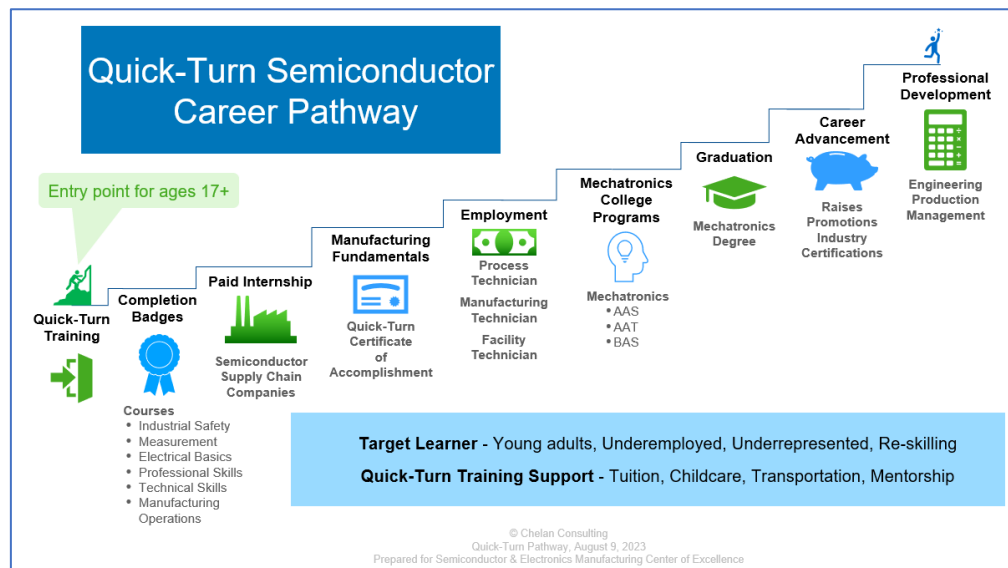 Quick-Turn Semiconductor
Career Pathway
Entry point for ages 17+
Quick-Turn
Training
Completion
Badges
Courses
• Industrial Safety
• Measurement
• Electrical Basics
• Professional Skills
• Technical Skills
• Manufacturing
Operations
Paid Internship
Semiconductor
Supply Chain
Companies
Manufacturing
Fundamentals
Quick-Turn
Certificate
of
Accomplishment
Employment
Process
Technician
Manufacturing
Technician
Facility
Technician
Mechatronics
College
Programs
Mechatronics
• AAS
• AAT
• BAS
Graduation
Mechatronics
Degree
Career
Advancement
Raises
Promotions
Industry
Certifications
Professional
Development
Engineering
Production
Management
Target Learner - Young adults, Underemployed, Underrepresented, Re-skilling
Quick-Turn Training Support - Tuition, Childcare, Transportation, Mentorship
© Chelan Consulting
Quick-Turn Pathway, August 9, 2023
Prepared for Semiconductor & Electronics Manufacturing Center of Excellence